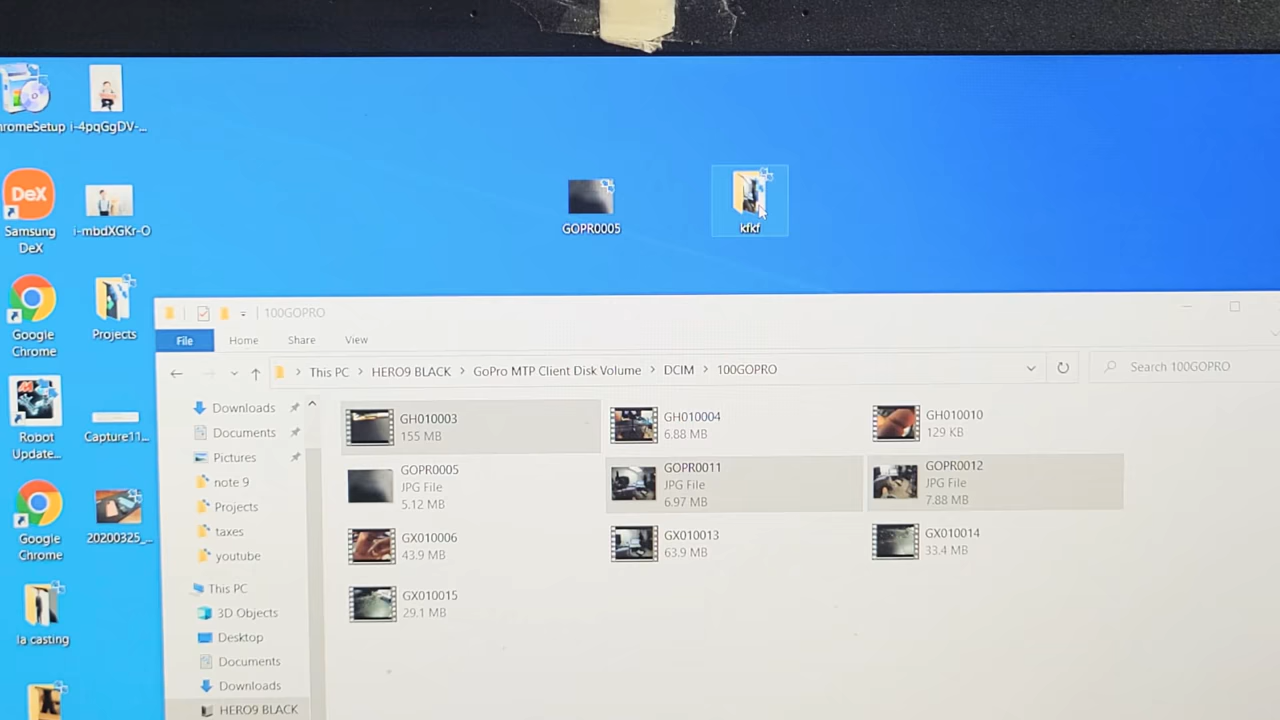 romeSetup
i-4pqGgDV-...
DeX
Samsung
DeX
i-mbdXGKr-O
GOPR0005
kfkf
Google
Chrome
Projects
Robot
Update...
Capture11...
Google
Chrome
20200325_...
la casting
100GOPRO
File
Home
Share
View
This PC
HERO9 BLACK
GoPro MTP Client Disk Volume
DCIM
100GOPRO
Search 100GOPRO
Downloads
Documents
Pictures
note 9
Projects
taxes
youtube
This PC
3D Objects
Desktop
Documents
Downloads
HERO9 BLACK
GH010003
155 MB
GH010004
6.88 MB
GH010010
129 KB
GOPR0005
JPG File
5.12 MB
GOPR0011
JPG File
6.97 MB
GOPR0012
JPG File
7.88 MB
GX010006
43.9 MB
GX010013
63.9 MB
GX010014
33.4 MB
GX010015
29.1 MB